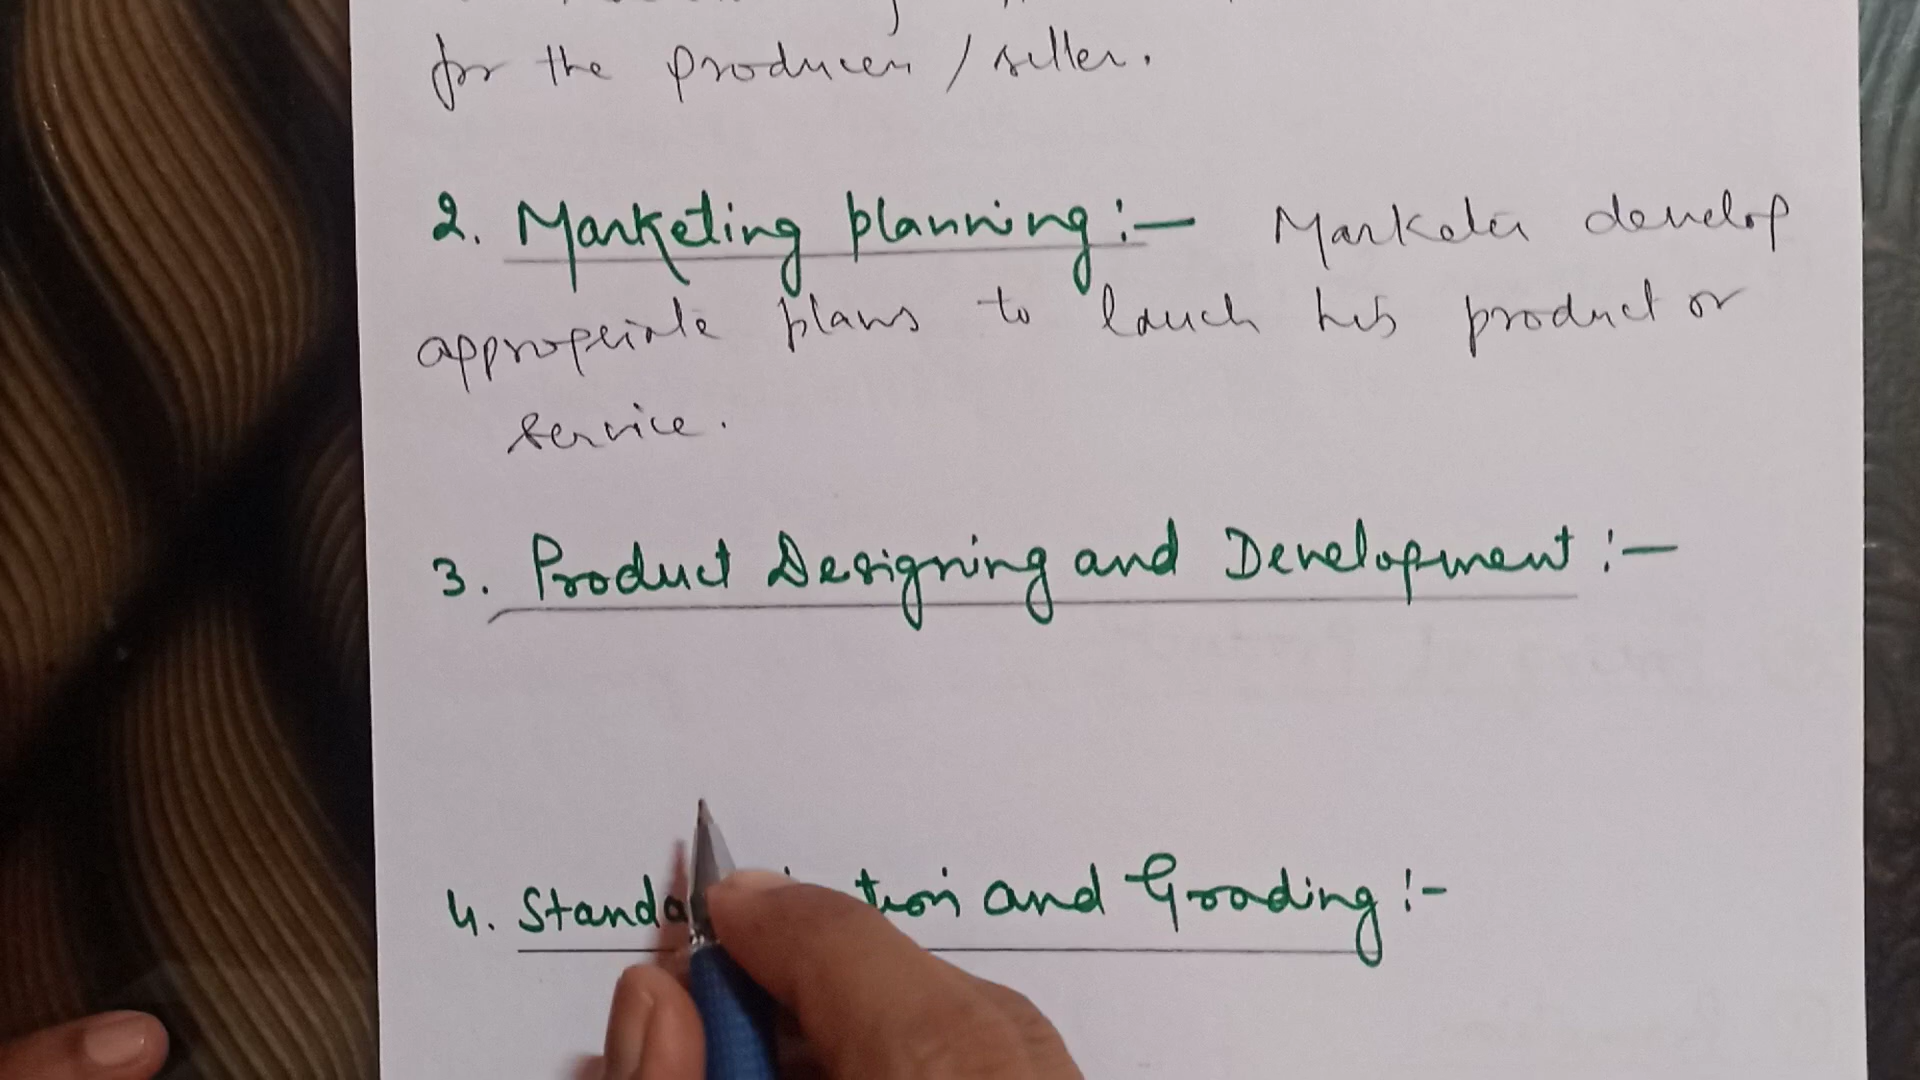 for the producer / seller.
2. Marketing planning :- Marketer develop
appropriate plans to lauch his product or
service.
3. Product Designing and Development :-
4. and Grading :-